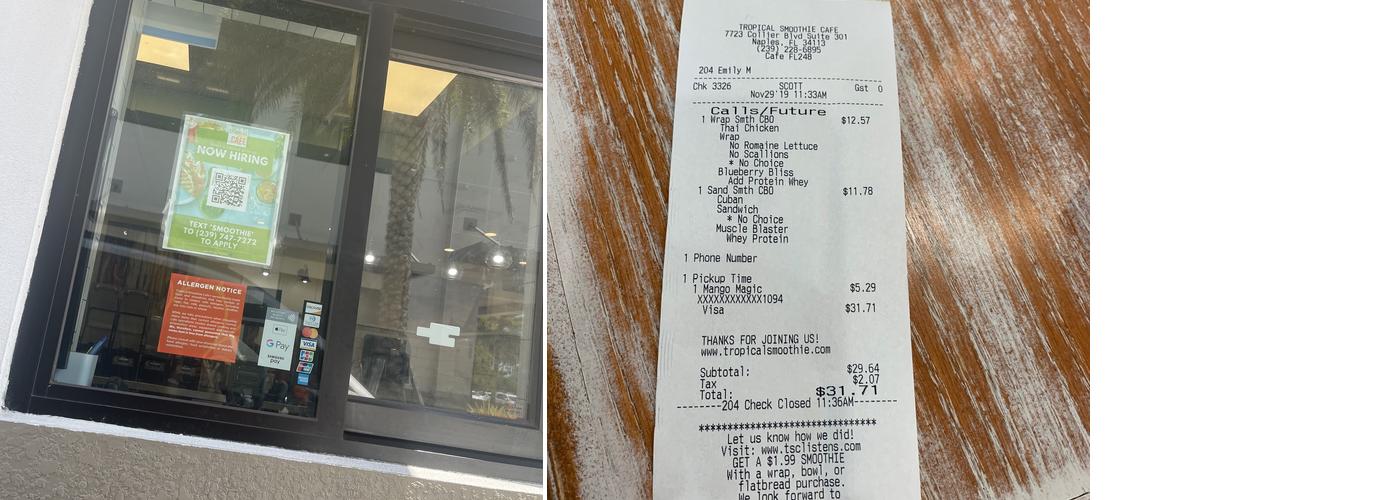 CAFE
NOW HIRING
TEXT 'SMOOTHIE'
TO (239) 747-7272
TO APPLY
ALLERGEN NOTICE
Pay
G Pay
SAMSUNG
pay
VISA
TROPICAL SMOOTHIE CAFE
7723 Collier Blvd Suite 301
Naples, FL 34113
(239) 228-6895
Cafe FL248
204 Emily M
Chk 3326 SCOTT Gst 0
Nov29'19 11:33AM
Calls/Future
1 Wrap Smth CBO $12.57
Thai Chicken
Wrap
No Romaine Lettuce
No Scallions
* No Choice
Blueberry Bliss
Add Protein Whey
1 Sand Smth CBO $11.78
Cuban
Sandwich
* No Choice
Muscle Blaster
Whey Protein
1 Phone Number
1 Pickup Time
1 Mango Magic $5.29
XXXXXXXXXXXX1094
Visa $31.71
THANKS FOR JOINING US!
www.tropicalsmoothie.com
Subtotal: $29.64
Tax $2.07
Total: $31.71
--------204 Check Closed 11:36AM--------
*****************************
Let us know how we did!
Visit: www.tsclistens.com
GET A $1.99 SMOOTHIE
With a wrap, bowl, or
flatbread purchase.
We look forward to